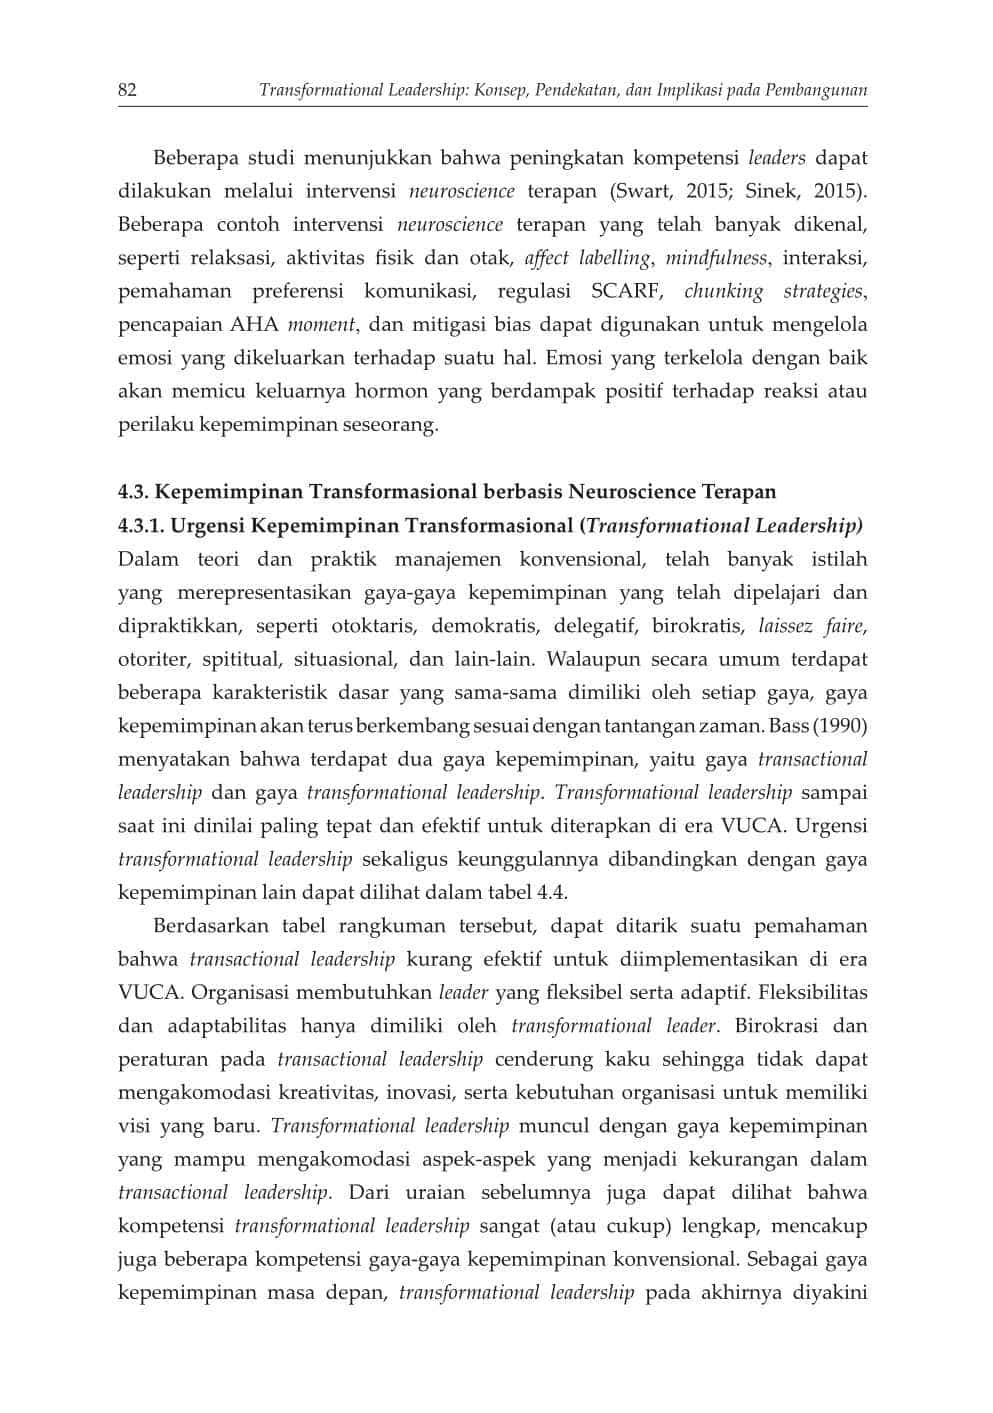 82 Transformational Leadership: Konsep, Pendekatan, dan Implikasi pada Pembangunan
Beberapa studi menunjukkan bahwa peningkatan kompetensi leaders dapat
dilakukan melalui intervensi neuroscience terapan (Swart, 2015; Sinek, 2015).
Beberapa contoh intervensi neuroscience terapan yang telah banyak dikenal,
seperti relaksasi, aktivitas fisik dan otak, affect labelling, mindfulness, interaksi,
pemahaman preferensi komunikasi, regulasi SCARF, chunking strategies,
pencapaian AHA moment, dan mitigasi bias dapat digunakan untuk mengelola
emosi yang dikeluarkan terhadap suatu hal. Emosi yang terkelola dengan baik
akan memicu keluarnya hormon yang berdampak positif terhadap reaksi atau
perilaku kepemimpinan seseorang.
4.3. Kepemimpinan Transformasional berbasis Neuroscience Terapan
4.3.1. Urgensi Kepemimpinan Transformasional (Transformational Leadership)
Dalam teori dan praktik manajemen konvensional, telah banyak istilah
yang merepresentasikan gaya-gaya kepemimpinan yang telah dipelajari dan
dipraktikkan, seperti otoktaris, demokratis, delegatif, birokratis, laissez faire,
otoriter, spititual, situasional, dan lain-lain. Walaupun secara umum terdapat
beberapa karakteristik dasar yang sama-sama dimiliki oleh setiap gaya, gaya
kepemimpinan akan terus berkembang sesuai dengan tantangan zaman. Bass (1990)
menyatakan bahwa terdapat dua gaya kepemimpinan, yaitu gaya transactional
leadership dan gaya transformational leadership. Transformational leadership sampai
saat ini dinilai paling tepat dan efektif untuk diterapkan di era VUCA. Urgensi
transformational leadership sekaligus keunggulannya dibandingkan dengan gaya
kepemimpinan lain dapat dilihat dalam tabel 4.4.
Berdasarkan tabel rangkuman tersebut, dapat ditarik suatu pemahaman
bahwa transactional leadership kurang efektif untuk diimplementasikan di era
VUCA. Organisasi membutuhkan leader yang fleksibel serta adaptif. Fleksibilitas
dan adaptabilitas hanya dimiliki oleh transformational leader. Birokrasi dan
peraturan pada transactional leadership cenderung kaku sehingga tidak dapat
mengakomodasi kreativitas, inovasi, serta kebutuhan organisasi untuk memiliki
visi yang baru. Transformational leadership muncul dengan gaya kepemimpinan
yang mampu mengakomodasi aspek-aspek yang menjadi kekurangan dalam
transactional leadership. Dari uraian sebelumnya juga dapat dilihat bahwa
kompetensi transformational leadership sangat (atau cukup) lengkap, mencakup
juga beberapa kompetensi gaya-gaya kepemimpinan konvensional. Sebagai gaya
kepemimpinan masa depan, transformational leadership pada akhirnya diyakini